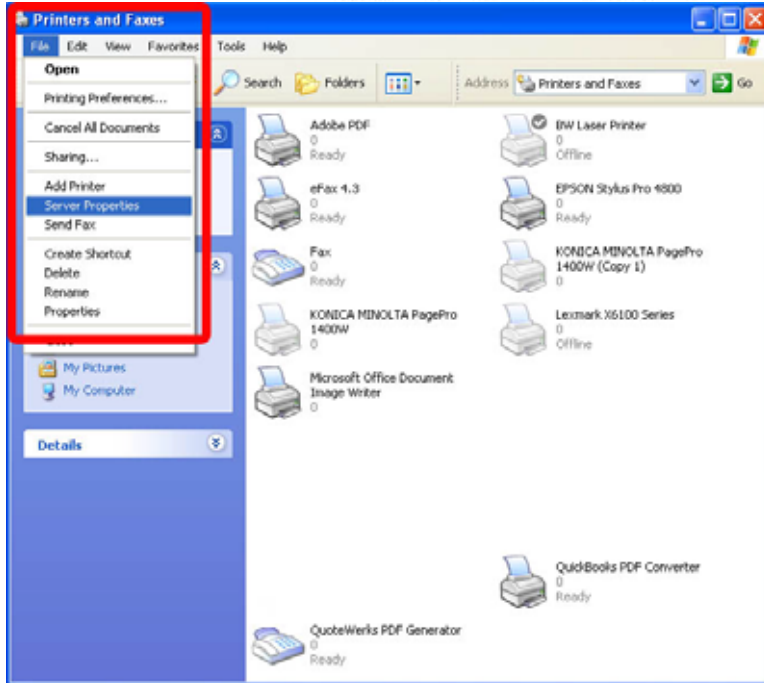 Printers and Faxes
File Edit View Favorites Tools Help
Open
Printing Preferences...
Cancel All Documents
Sharing...
Add Printer
Server Properties
Send Fax
Create Shortcut
Delete
Rename
Properties
Search Folders
Address Printers and Faxes Go
My Pictures
My Computer
Details
Adobe PDF
0
Ready
BW Laser Printer
0
Offline
eFax 4.3
0
Ready
EPSON Stylus Pro 4800
0
Ready
Fax
0
Ready
KONICA MINOLTA PagePro
1400W (Copy 1)
0
KONICA MINOLTA PagePro
1400W
0
Lexmark X6100 Series
0
Offline
Microsoft Office Document
Image Writer
0
QuickBooks PDF Converter
0
Ready
QuoteWerks PDF Generator
0
Ready